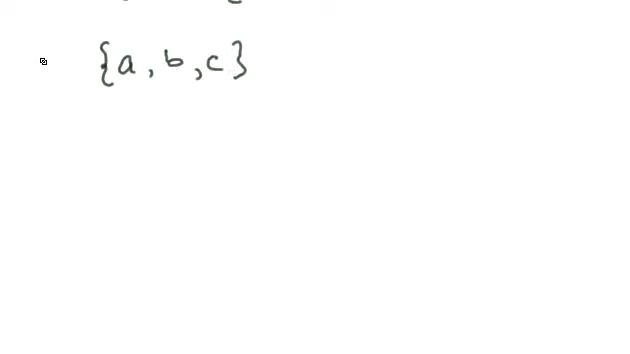 {a, b, c}